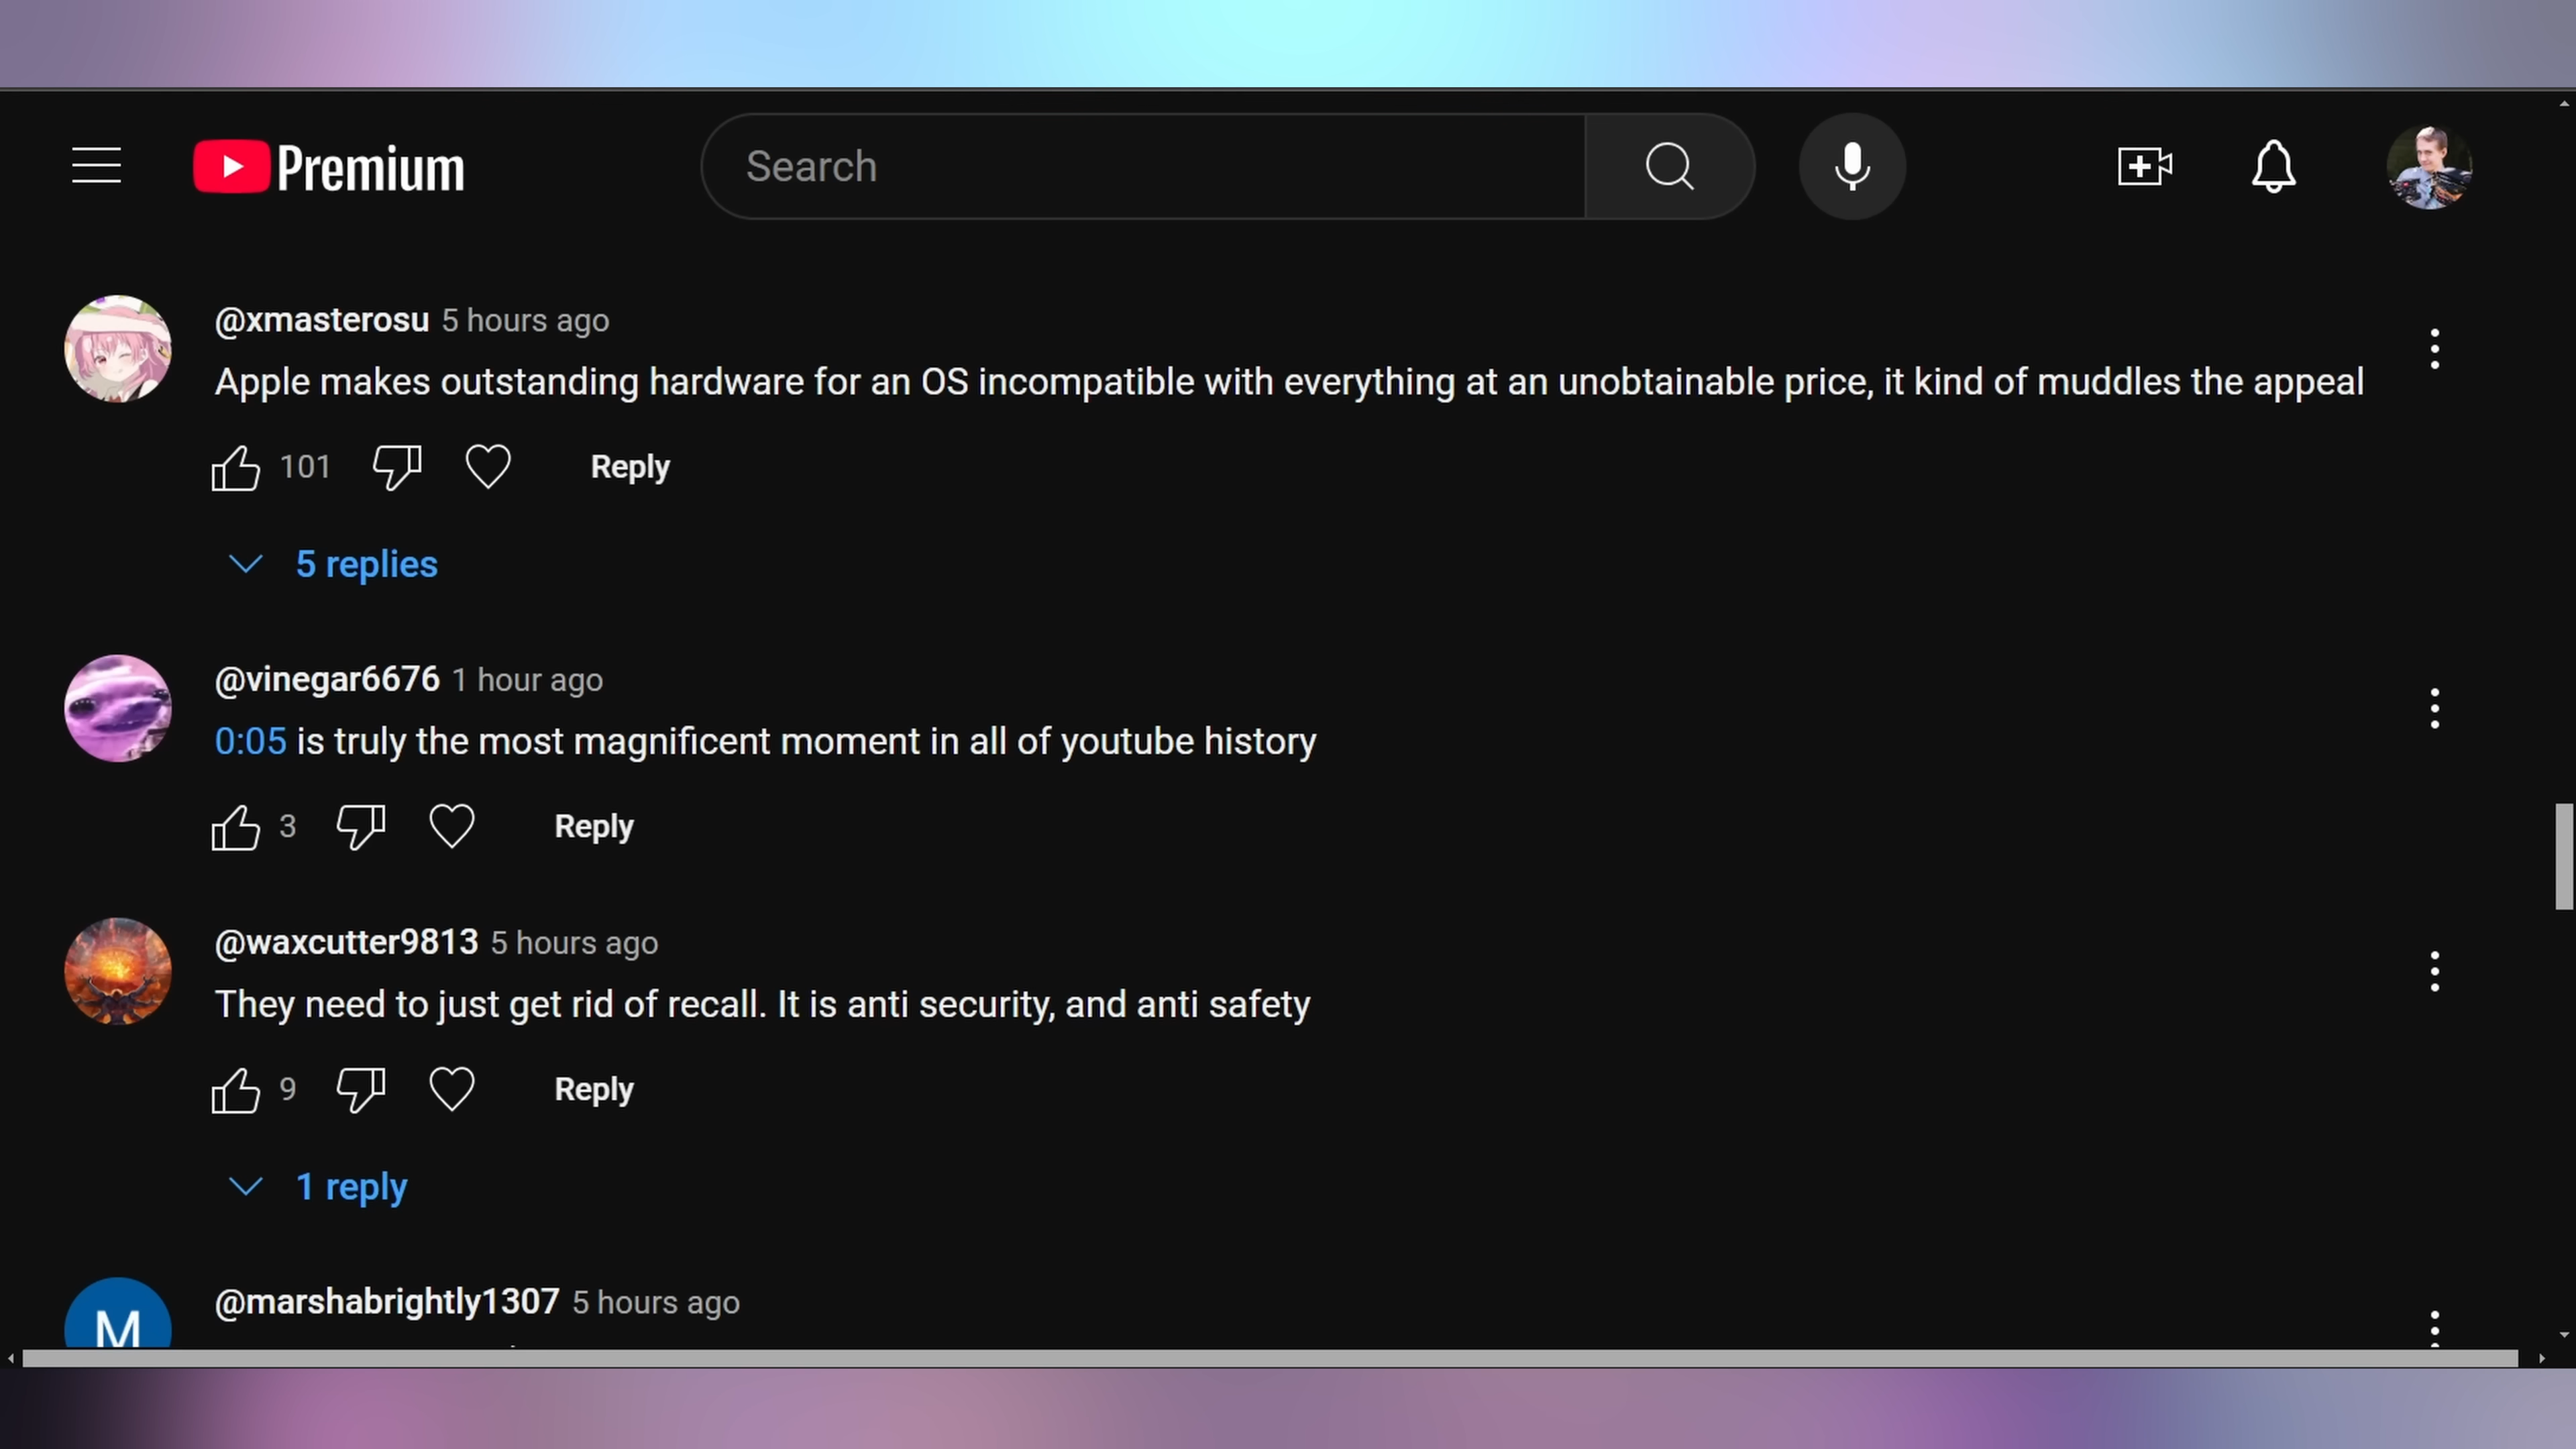 Premium
Search
@xmasterosu 5 hours ago
Apple makes outstanding hardware for an OS incompatible with everything at an unobtainable price, it kind of muddles the appeal
101 Reply
5 replies
@vinegar6676 1 hour ago
0:05 is truly the most magnificent moment in all of youtube history
3 Reply
@waxcutter9813 5 hours ago
They need to just get rid of recall. It is anti security, and anti safety
9 Reply
1 reply
M
@marshabrightly1307 5 hours ago